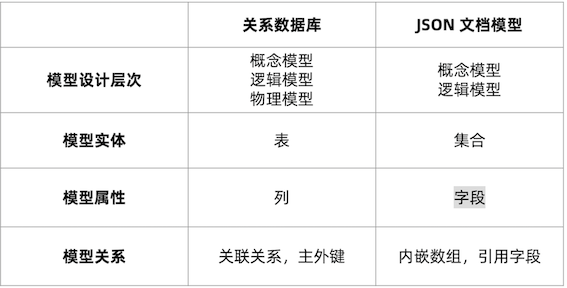 关系数据库
JSON 文档模型
模型设计层次
概念模型
逻辑模型
物理模型
概念模型
逻辑模型
模型实体
表
集合
模型属性
列
字段
模型关系
关联关系，主外键
内嵌数组，引用字段